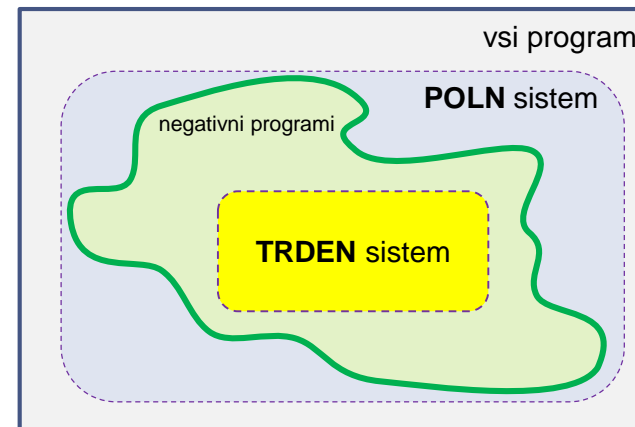 vsi program
POLN sistem
negativni programi
TRDEN sistem